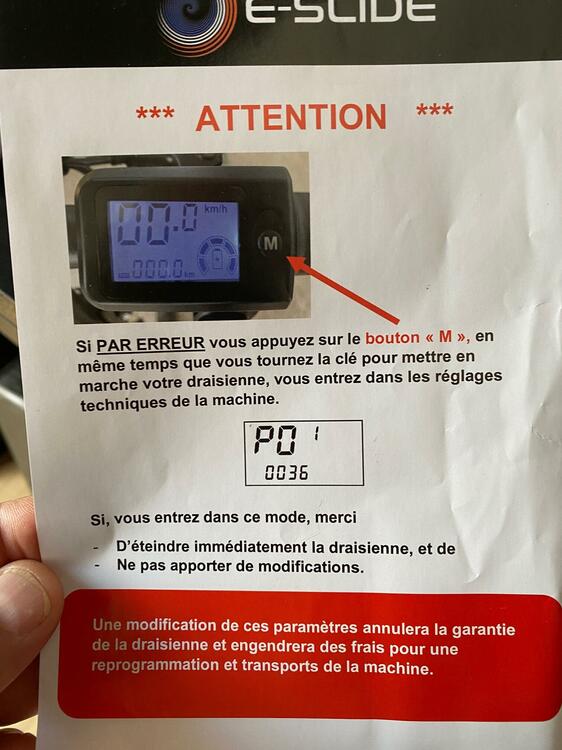 E-SLIDE
*** ATTENTION ***
00.0 km/h
M
000.0 km
Si PAR ERREUR vous appuyez sur le bouton « M », en
même temps que vous tournez la clé pour mettre en
marche votre draisienne, vous entrez dans les réglages
techniques de la machine.
P0 1
0036
Si, vous entrez dans ce mode, merci
- D'éteindre immédiatement la draisienne, et de
- Ne pas apporter de modifications.
Une modification de ces paramètres annulera la garantie
de la draisienne et engendrera des frais pour une
reprogrammation et transports de la machine.